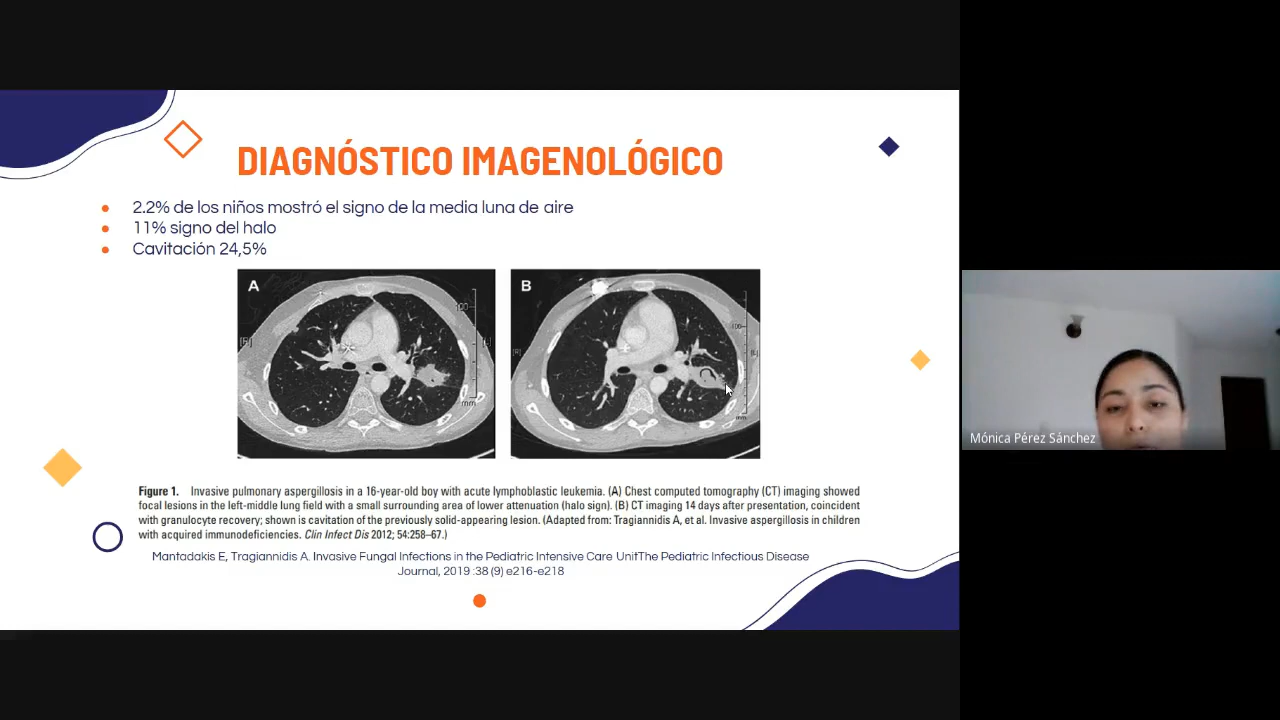 DIAGNÓSTICO IMAGENOLÓGICO
2.2% de los niños mostró el signo de la media luna de aire
11% signo del halo
Cavitación 24,5%
A
B
100
100
[R]
[L]
[R]
[L]
mm
mm
Figure 1. Invasive pulmonary aspergillosis in a 16-year-old boy with acute lymphoblastic leukemia. (A) Chest computed tomography (CT) imaging showed
focal lesions in the left-middle lung field with a small surrounding area of lower attenuation (halo sign). (B) CT imaging 14 days after presentation, coincident
with granulocyte recovery; shown is cavitation of the previously solid-appearing lesion. (Adapted from: Tragiannidis A, et al. Invasive aspergillosis in children
with acquired immunodeficiencies. Clin Infect Dis 2012; 54:258–67.)
Mantadakis E, Tragiannidis A. Invasive Fungal Infections in the Pediatric Intensive Care UnitThe Pediatric Infectious Disease
Journal, 2019 :38 (9) e216-e218
Mónica Pérez Sánchez